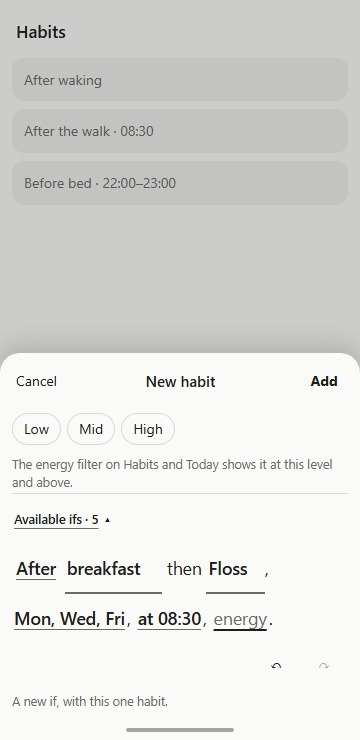 Habits
After waking
After the walk · 08:30
Before bed · 22:00–23:00
Cancel New habit Add
Low Mid High
The energy filter on Habits and Today shows it at this level
and above.
Available ifs · 5 ▴
After breakfast then Floss ,
Mon, Wed, Fri, at 08:30, energy.
A new if, with this one habit.